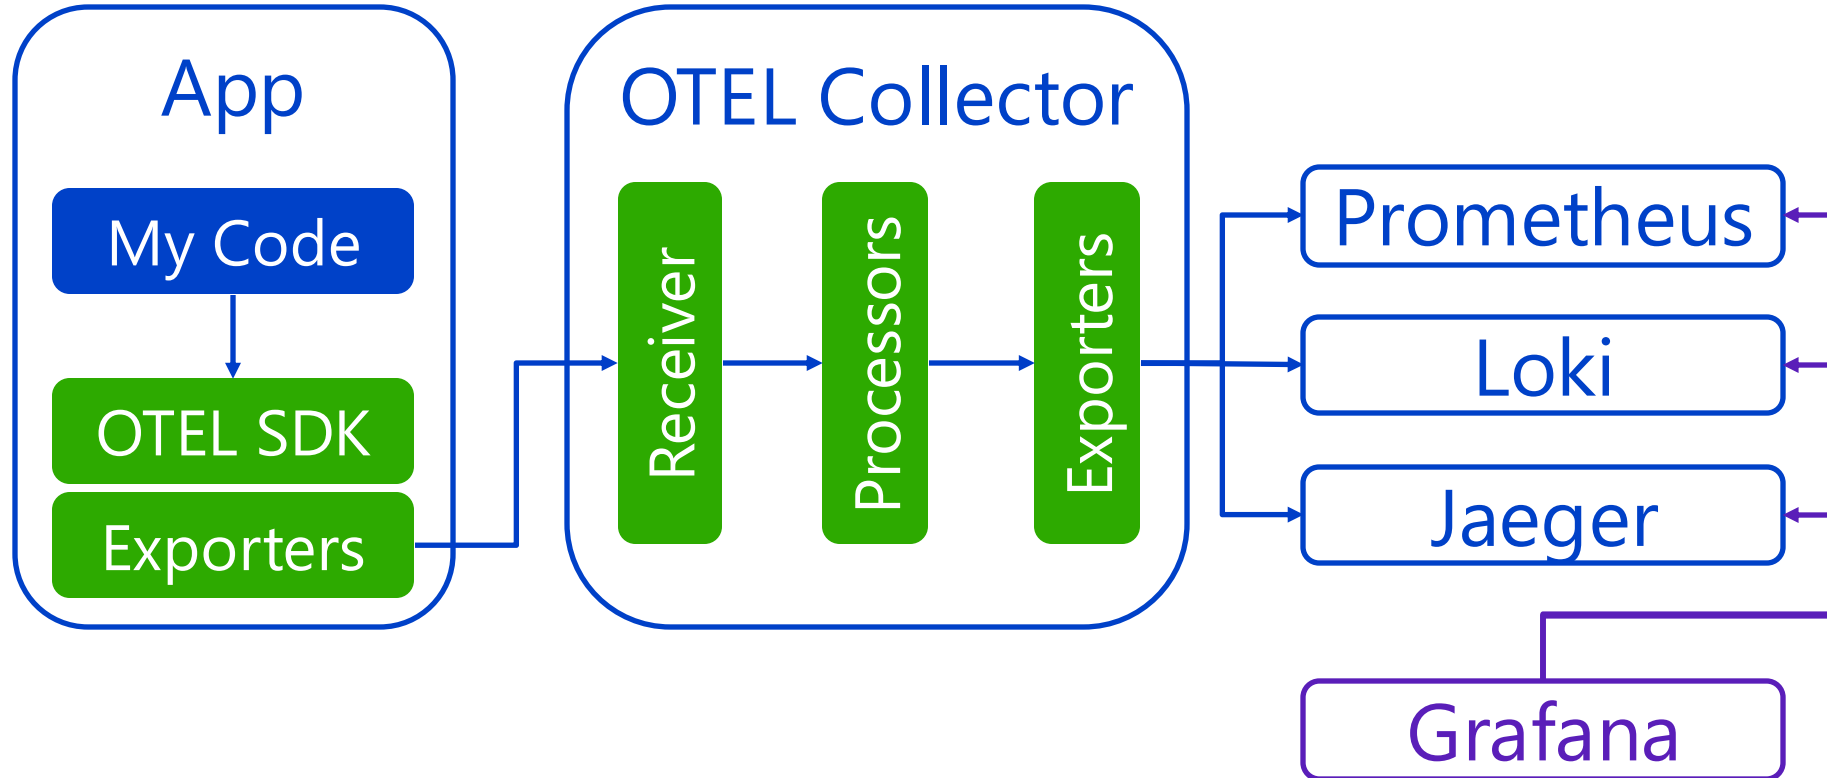 App
My Code
OTEL SDK
Exporters
OTEL Collector
Receiver
Processors
Exporters
Prometheus
Loki
Jaeger
Grafana